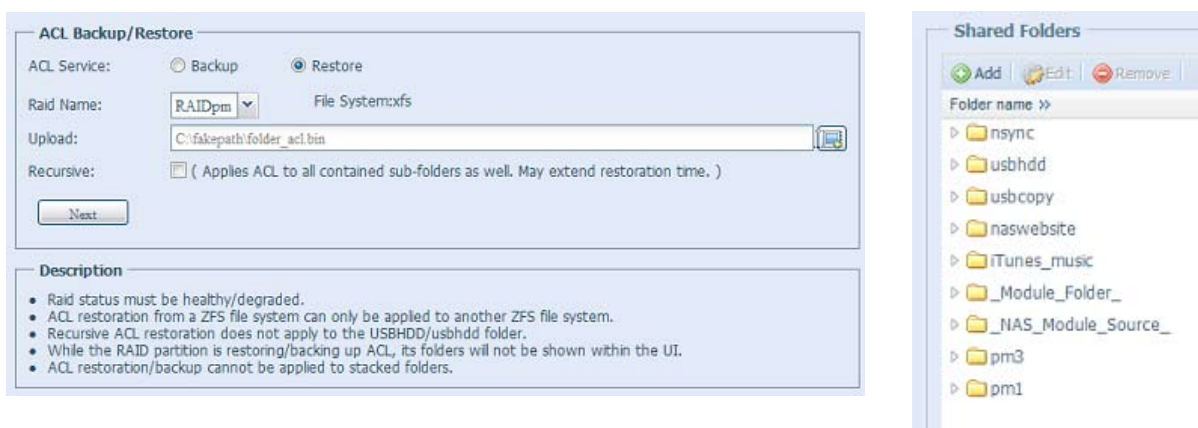 ACL Backup/Restore
ACL Service: Backup Restore
Raid Name: RAIDpm File System:xfs
Upload: C:\fakepath\folder_acl.bin
Recursive: ( Applies ACL to all contained sub-folders as well. May extend restoration time. )
Next
Description
• Raid status must be healthy/degraded.
• ACL restoration from a ZFS file system can only be applied to another ZFS file system.
• Recursive ACL restoration does not apply to the USBHDD/usbhdd folder.
• While the RAID partition is restoring/backing up ACL, its folders will not be shown within the UI.
• ACL restoration/backup cannot be applied to stacked folders.
Shared Folders
Add Edit Remove
Folder name »
nsync
usbhdd
usbcopy
naswebsite
iTunes_music
_Module_Folder_
_NAS_Module_Source_
pm3
pm1